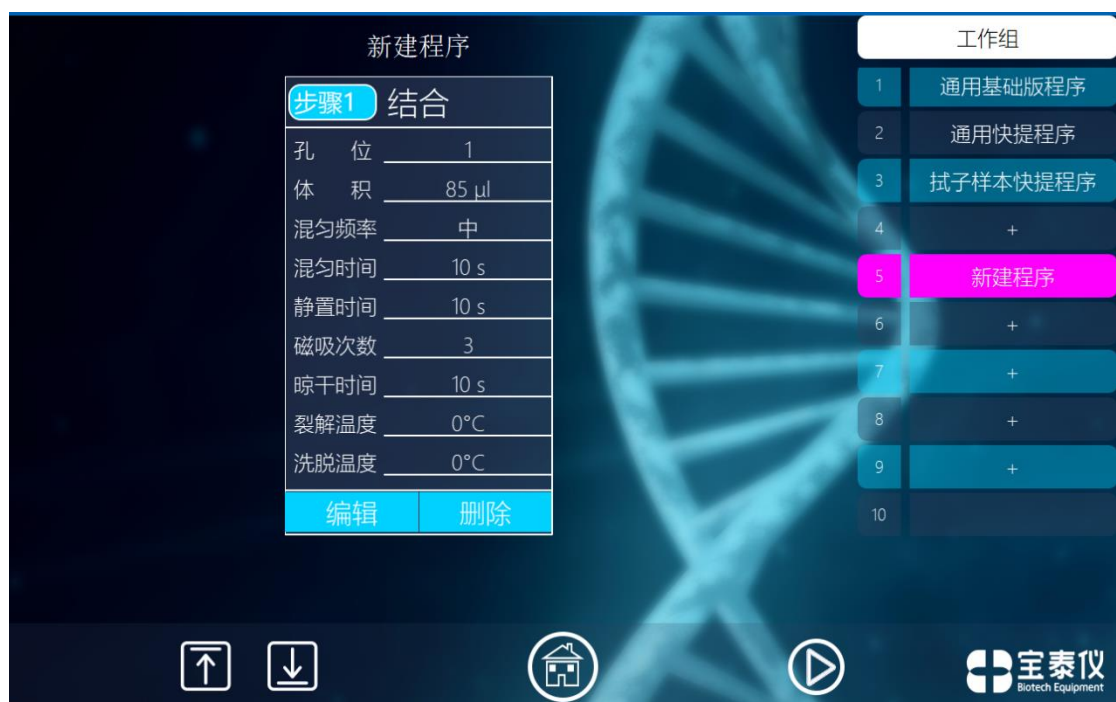 新建程序
步骤1 结合
孔 位 1
体 积 85 µl
混匀频率 中
混匀时间 10 s
静置时间 10 s
磁吸次数 3
晾干时间 10 s
裂解温度 0°C
洗脱温度 0°C
编辑 删除
工作组
1 通用基础版程序
2 通用快提程序
3 拭子样本快提程序
4 +
5 新建程序
6 +
7 +
8 +
9 +
10
宝泰仪
Biotech Equipment